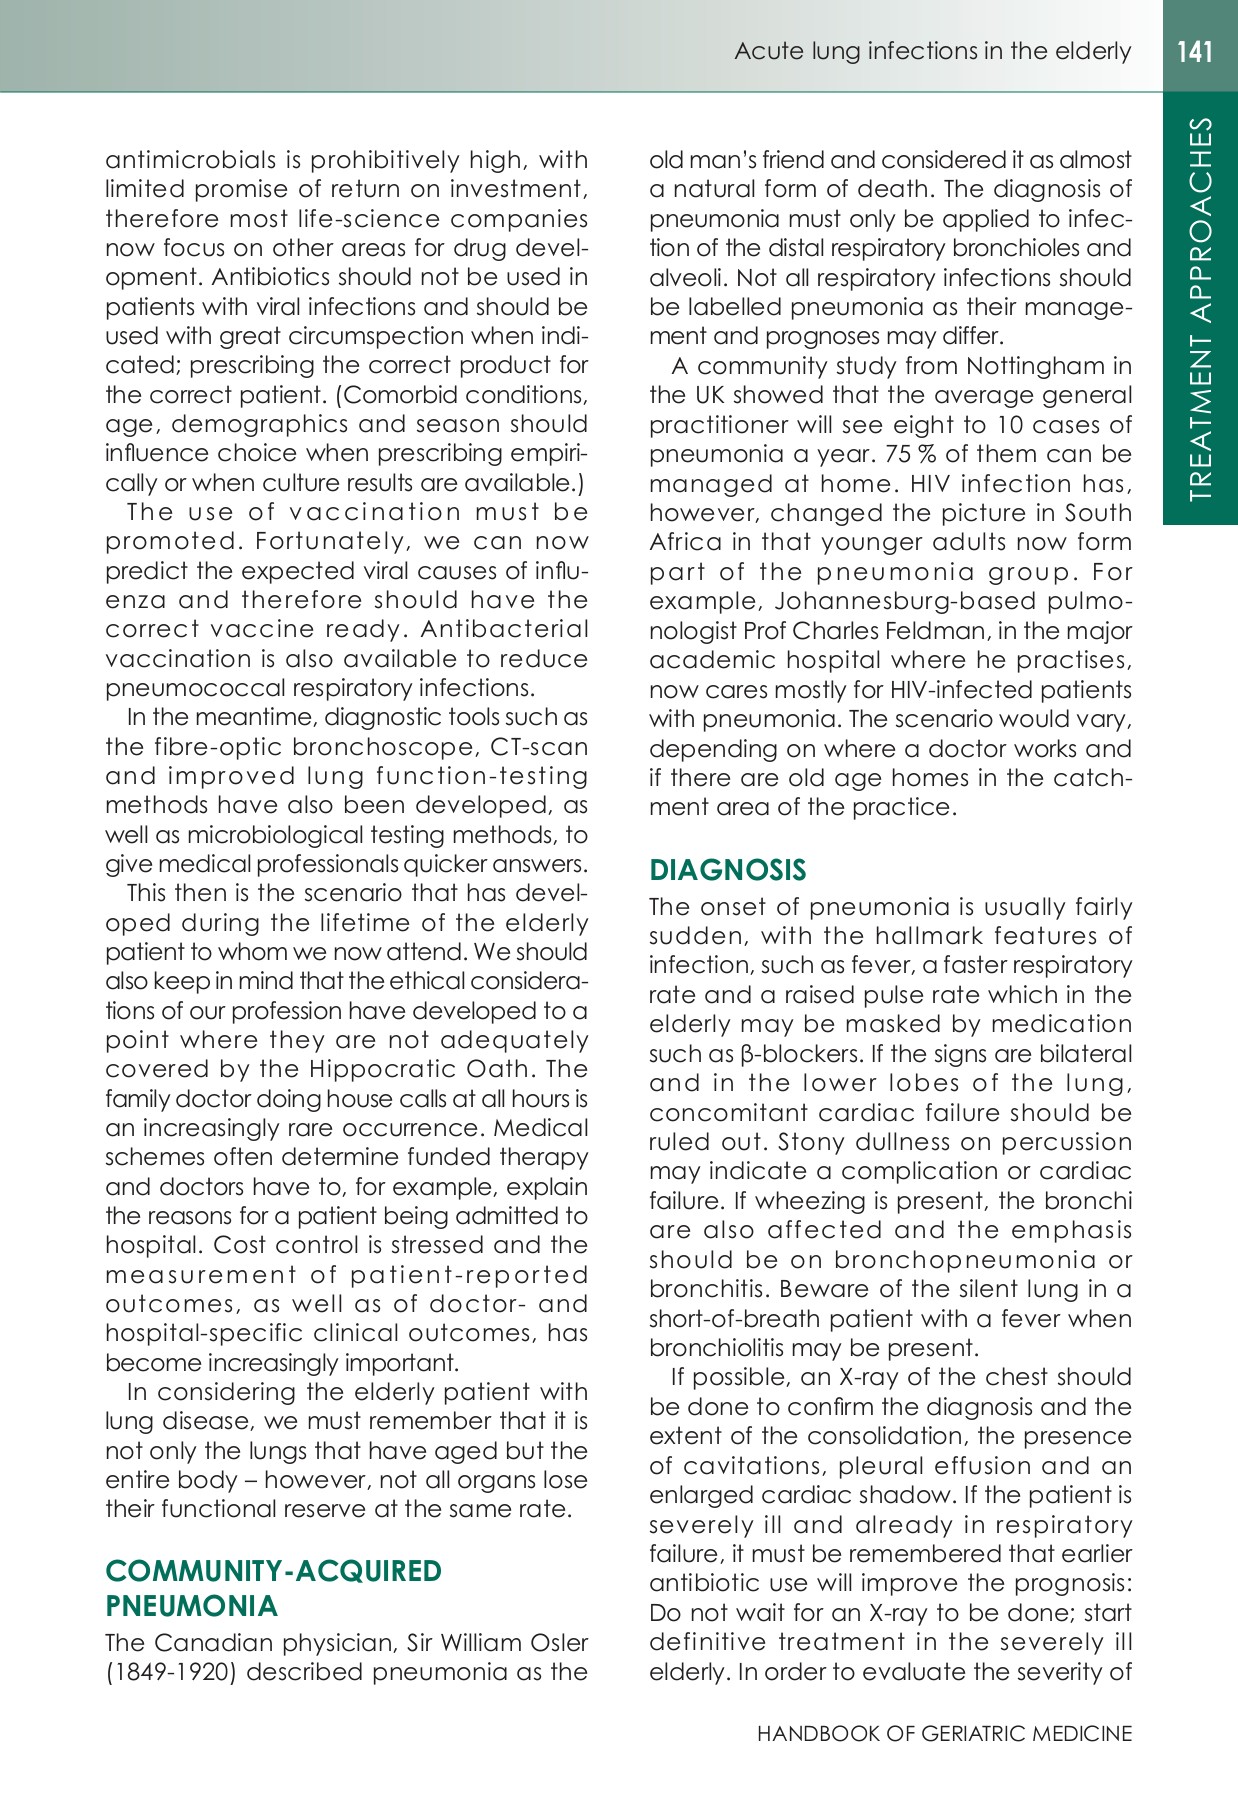 Acute lung infections in the elderly
141
TREATMENT APPROACHES
antimicrobials is prohibitively high, with
limited promise of return on investment,
therefore most life-science companies
now focus on other areas for drug devel-
opment. Antibiotics should not be used in
patients with viral infections and should be
used with great circumspection when indi-
cated; prescribing the correct product for
the correct patient. (Comorbid conditions,
age, demographics and season should
influence choice when prescribing empiri-
cally or when culture results are available.)
The use of vaccination must be
promoted. Fortunately, we can now
predict the expected viral causes of influ-
enza and therefore should have the
correct vaccine ready. Antibacterial
vaccination is also available to reduce
pneumococcal respiratory infections.
In the meantime, diagnostic tools such as
the fibre-optic bronchoscope, CT-scan
and improved lung function-testing
methods have also been developed, as
well as microbiological testing methods, to
give medical professionals quicker answers.
This then is the scenario that has devel-
oped during the lifetime of the elderly
patient to whom we now attend. We should
also keep in mind that the ethical considera-
tions of our profession have developed to a
point where they are not adequately
covered by the Hippocratic Oath. The
family doctor doing house calls at all hours is
an increasingly rare occurrence. Medical
schemes often determine funded therapy
and doctors have to, for example, explain
the reasons for a patient being admitted to
hospital. Cost control is stressed and the
measurement of patient-reported
outcomes, as well as of doctor- and
hospital-specific clinical outcomes, has
become increasingly important.
In considering the elderly patient with
lung disease, we must remember that it is
not only the lungs that have aged but the
entire body – however, not all organs lose
their functional reserve at the same rate.
COMMUNITY-ACQUIRED
PNEUMONIA
The Canadian physician, Sir William Osler
(1849-1920) described pneumonia as the
old man's friend and considered it as almost
a natural form of death. The diagnosis of
pneumonia must only be applied to infec-
tion of the distal respiratory bronchioles and
alveoli. Not all respiratory infections should
be labelled pneumonia as their manage-
ment and prognoses may differ.
A community study from Nottingham in
the UK showed that the average general
practitioner will see eight to 10 cases of
pneumonia a year. 75 % of them can be
managed at home. HIV infection has,
however, changed the picture in South
Africa in that younger adults now form
part of the pneumonia group. For
example, Johannesburg-based pulmo-
nologist Prof Charles Feldman, in the major
academic hospital where he practises,
now cares mostly for HIV-infected patients
with pneumonia. The scenario would vary,
depending on where a doctor works and
if there are old age homes in the catch-
ment area of the practice.
DIAGNOSIS
The onset of pneumonia is usually fairly
sudden, with the hallmark features of
infection, such as fever, a faster respiratory
rate and a raised pulse rate which in the
elderly may be masked by medication
such as β-blockers. If the signs are bilateral
and in the lower lobes of the lung,
concomitant cardiac failure should be
ruled out. Stony dullness on percussion
may indicate a complication or cardiac
failure. If wheezing is present, the bronchi
are also affected and the emphasis
should be on bronchopneumonia or
bronchitis. Beware of the silent lung in a
short-of-breath patient with a fever when
bronchiolitis may be present.
If possible, an X-ray of the chest should
be done to confirm the diagnosis and the
extent of the consolidation, the presence
of cavitations, pleural effusion and an
enlarged cardiac shadow. If the patient is
severely ill and already in respiratory
failure, it must be remembered that earlier
antibiotic use will improve the prognosis:
Do not wait for an X-ray to be done; start
definitive treatment in the severely ill
elderly. In order to evaluate the severity of
HANDBOOK OF GERIATRIC MEDICINE